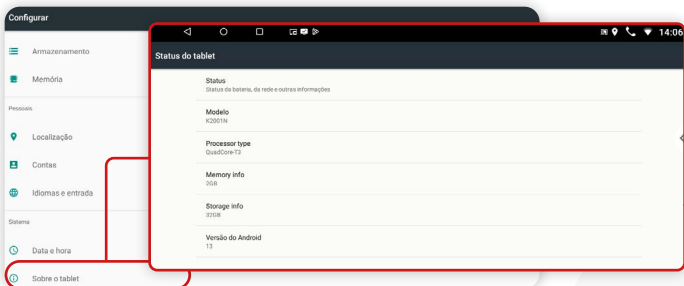 Configurar
Armazenamento
Memória
Pessoais
Localização
Contas
Idiomas e entrada
Sistema
Data e hora
Sobre o tablet
14:06
Status do tablet
Status
Status da bateria, da rede e outras informações
Modelo
K2001N
Processor type
QuadCore-T3
Memory info
2GB
Storage info
32GB
Versão do Android
13